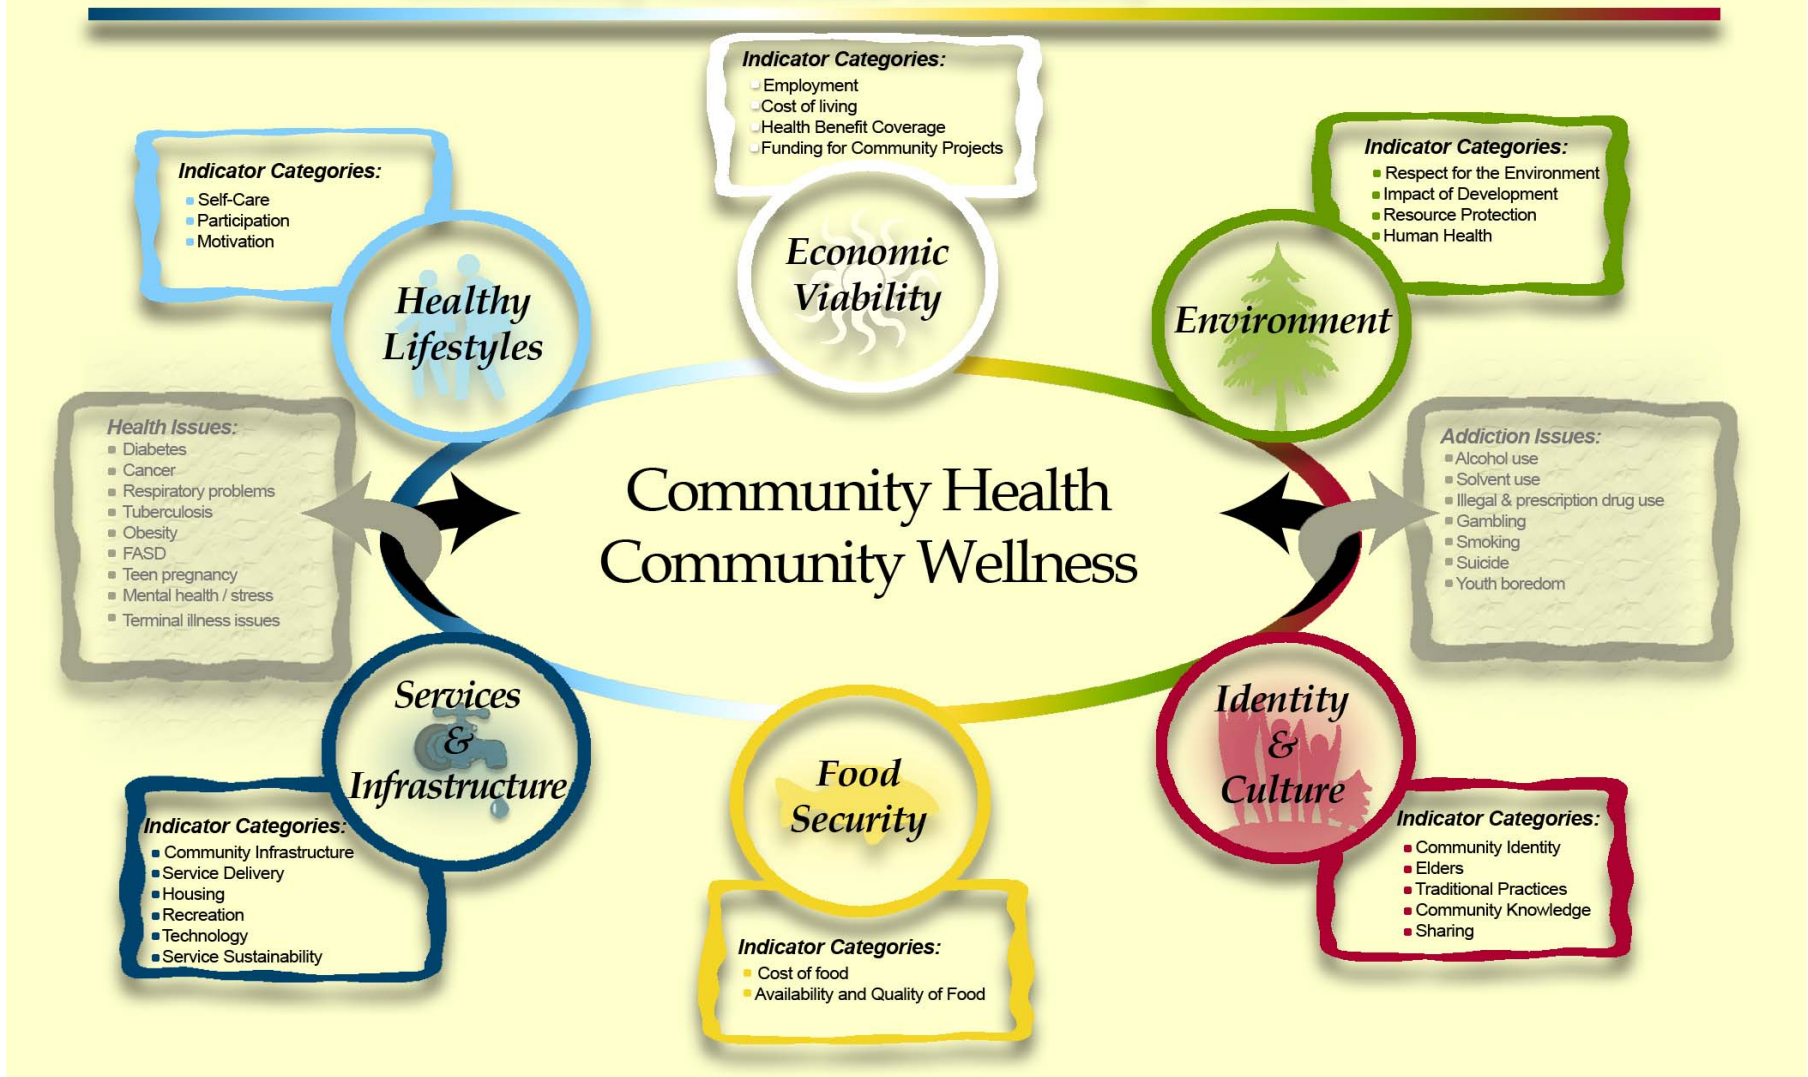 Indicator Categories:
Employment
Cost of living
Health Benefit Coverage
Funding for Community Projects
Economic
Viability
Indicator Categories:
Self-Care
Participation
Motivation
Healthy
Lifestyles
Indicator Categories:
Respect for the Environment
Impact of Development
Resource Protection
Human Health
Environment
Health Issues:
Diabetes
Cancer
Respiratory problems
Tuberculosis
Obesity
FASD
Teen pregnancy
Mental health / stress
Terminal illness issues
Community Health
Community Wellness
Addiction Issues:
Alcohol use
Solvent use
Illegal & prescription drug use
Gambling
Smoking
Suicide
Youth boredom
Services
&
Infrastructure
Indicator Categories:
Community Infrastructure
Service Delivery
Housing
Recreation
Technology
Service Sustainability
Food
Security
Indicator Categories:
Cost of food
Availability and Quality of Food
Identity
&
Culture
Indicator Categories:
Community Identity
Elders
Traditional Practices
Community Knowledge
Sharing